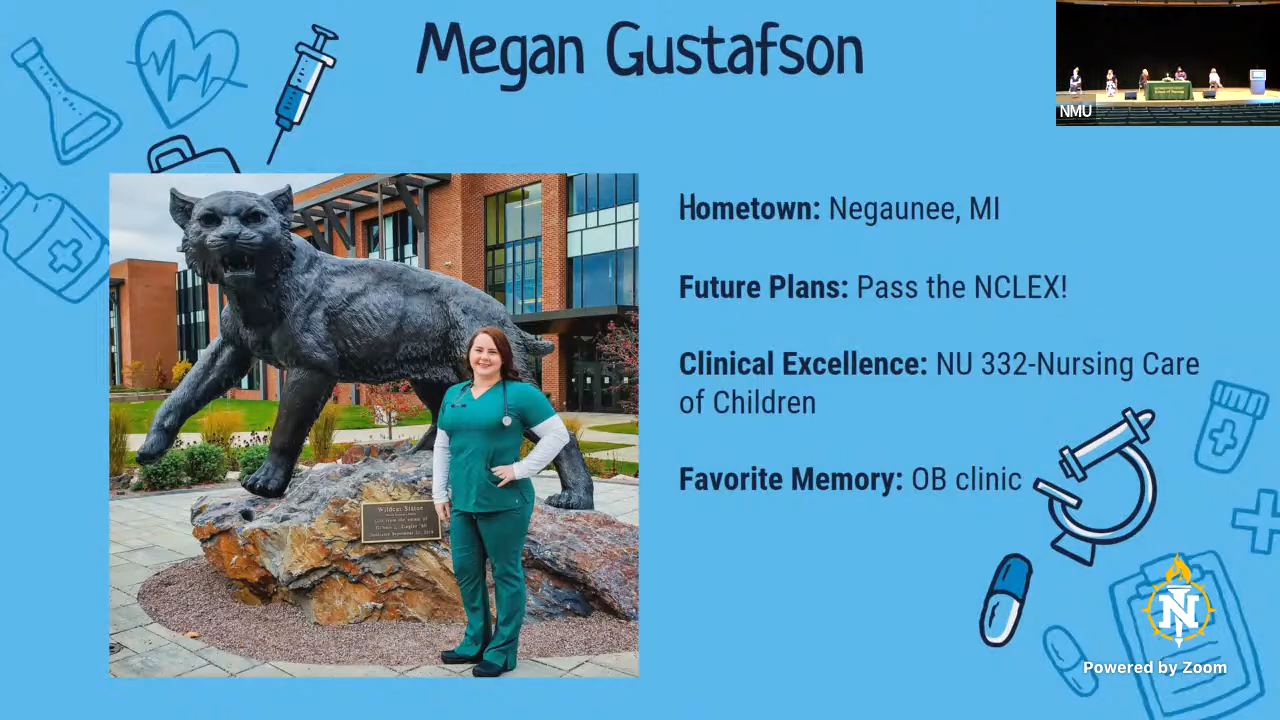 Megan Gustafson
NMU
Hometown: Negaunee, MI
Future Plans: Pass the NCLEX!
Clinical Excellence: NU 332-Nursing Care
of Children
Favorite Memory: OB clinic
Wildcat Statue
N
Powered by Zoom